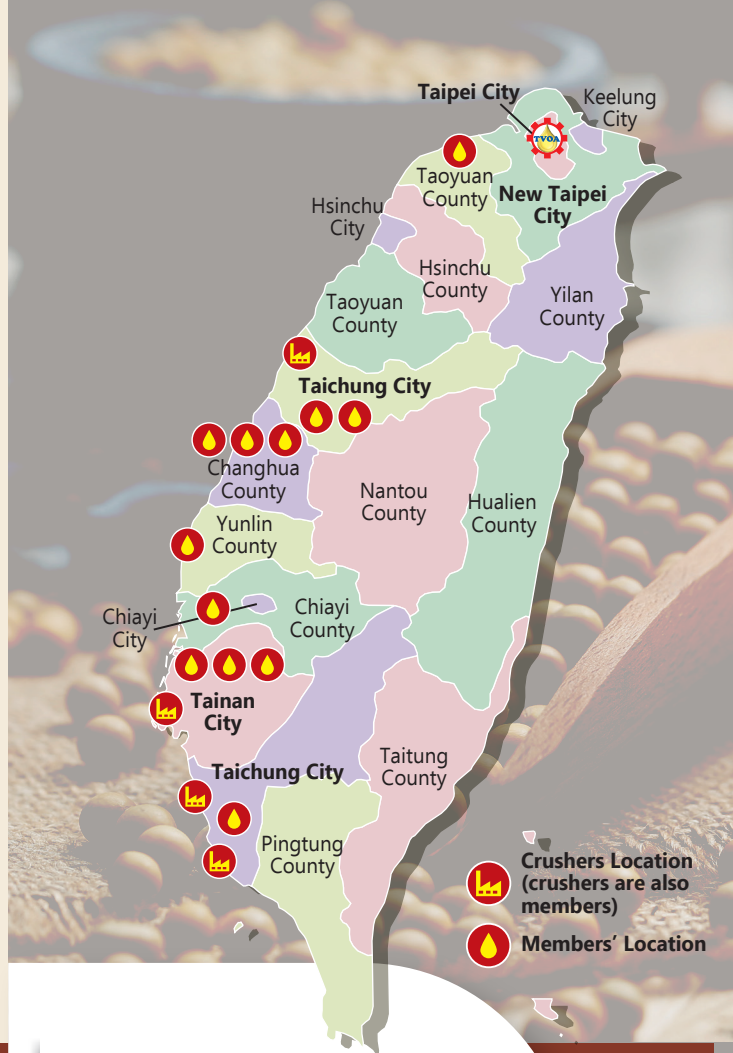 Taipei City
Keelung
City
TVOA
Taoyuan
County
New Taipei
City
Hsinchu
City
Hsinchu
County
Yilan
County
Taoyuan
County
Taichung City
Changhua
County
Nantou
County
Hualien
County
Yunlin
County
Chiayi
City
Chiayi
County
Tainan
City
Taichung City
Taitung
County
Pingtung
County
Crushers Location
(crushers are also
members)
Members’ Location